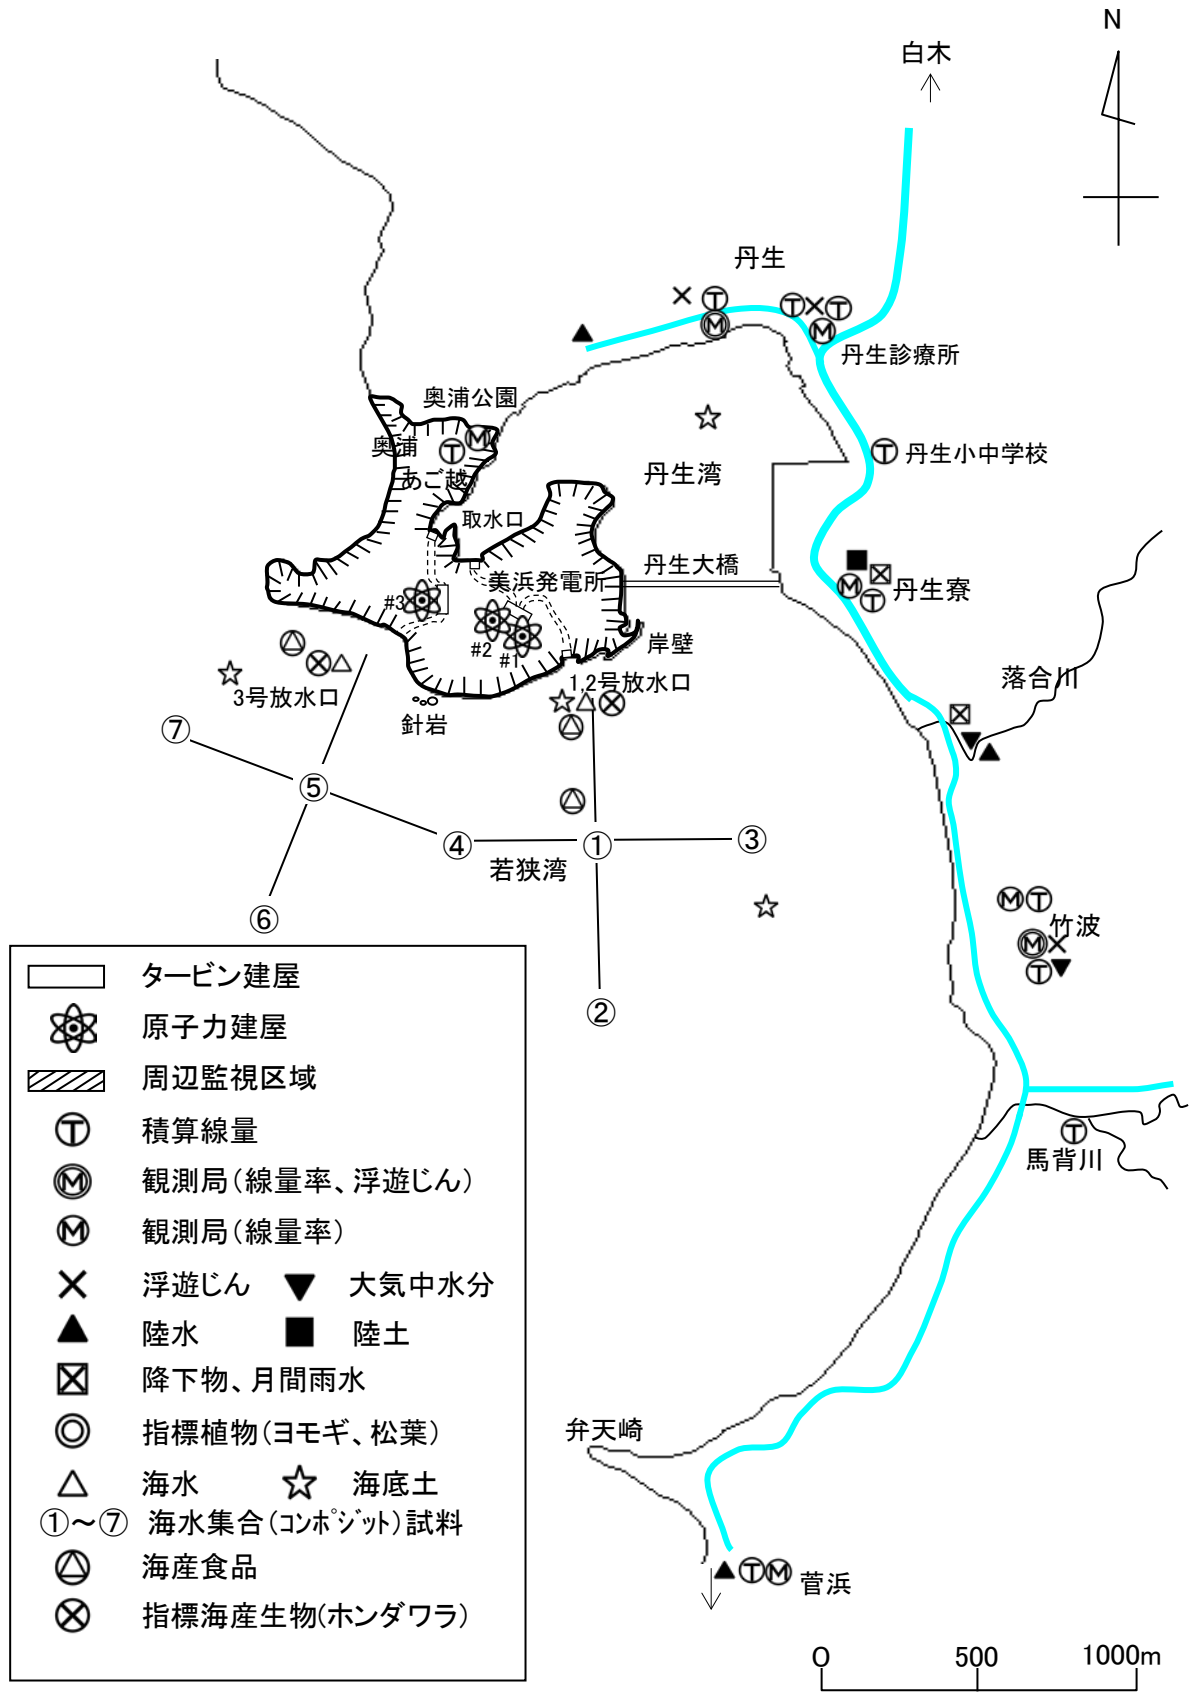 N
白木
丹生
丹生診療所
奥浦公園
奥浦
あご越
丹生湾
丹生小中学校
取水口
美浜発電所
丹生大橋
丹生寮
#3
#2
#1
岸壁
落合川
1,2号放水口
3号放水口
針岩
⑦
⑤
④
①
③
若狭湾
⑥
②
竹波
馬背川
弁天崎
菅浜
タービン建屋
原子力建屋
周辺監視区域
Ⓣ 積算線量
Ⓜ 観測局(線量率、浮遊じん)
Ⓜ 観測局(線量率)
浮遊じん 大気中水分
陸水 陸土
降下物、月間雨水
指標植物(ヨモギ、松葉)
海水 海底土
①～⑦ 海水集合(ｺﾝﾎﾟｼﾞｯﾄ)試料
海産食品
指標海産生物(ホンダワラ)
0 500 1000m